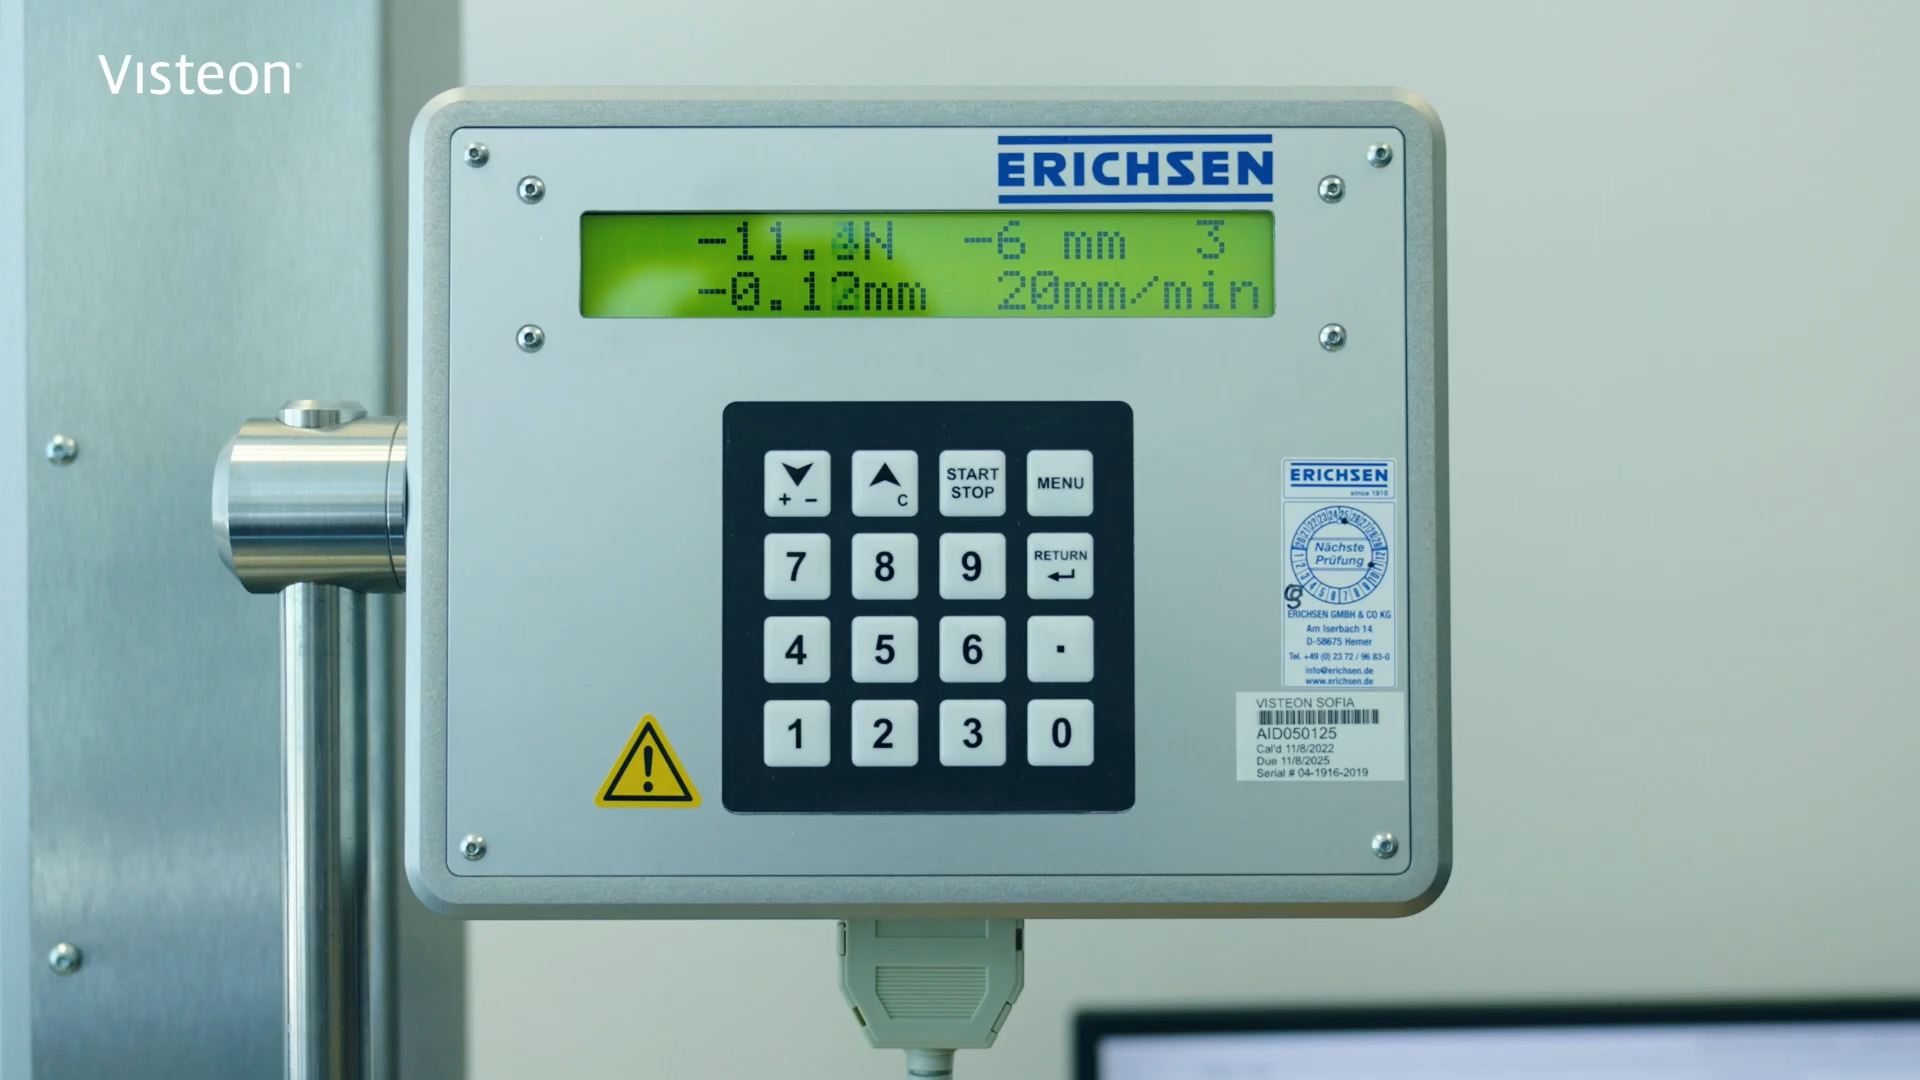 Visteon
ERICHSEN
-6 mm 3
-0.12mm 20mm/min
+ -
C
START
STOP
MENU
7
8
9
RETURN
4
5
6
.
1
2
3
0
ERICHSEN
since 1910
Nächste
Prüfung
ERICHSEN GMBH & CO KG
Am Iserbach 14
D-58675 Hemer
Tel. +49 (0) 23 72 / 96 83-0
info@erichsen.de
www.erichsen.de
VISTEON SOFIA
AID050125
Cal'd 11/8/2022
Due 11/8/2025
Serial # 04-1916-2019